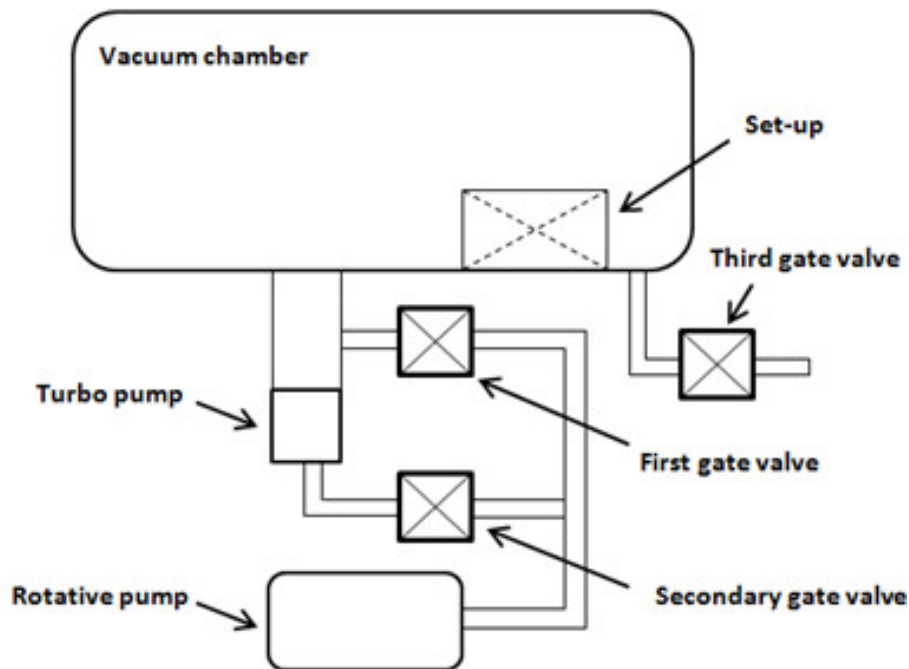 Vacuum chamber
Set-up
Third gate valve
Turbo pump
First gate valve
Rotative pump
Secondary gate valve